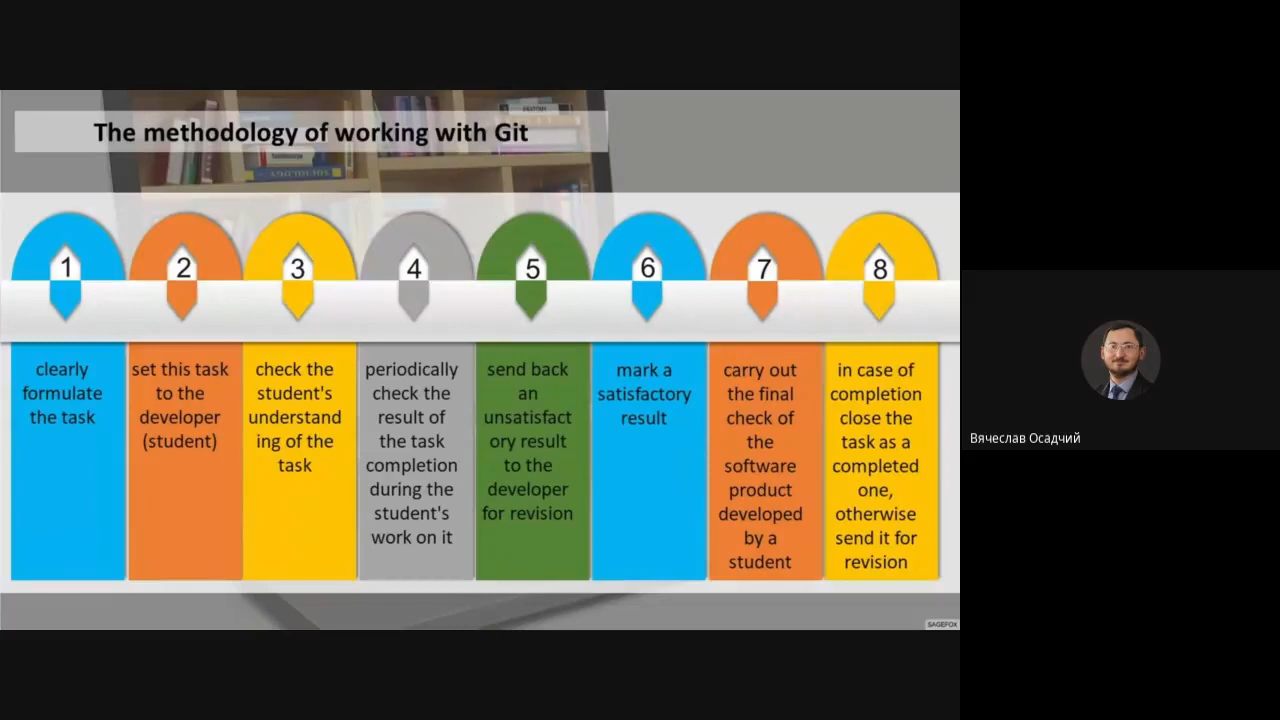 The methodology of working with Git
1
2
3
4
5
6
7
8
clearly
formulate
the task
set this task
to the
developer
(student)
check the
student's
understand
ing of the
task
periodically
check the
result of
the task
completion
during the
student's
work on it
send back
an
unsatisfact
ory result
to the
developer
for revision
mark a
satisfactory
result
carry out
the final
check of
the
software
product
developed
by a
student
in case of
completion
close the
task as a
completed
one,
otherwise
send it for
revision
SAGEFOX
Вячеслав Осадчий